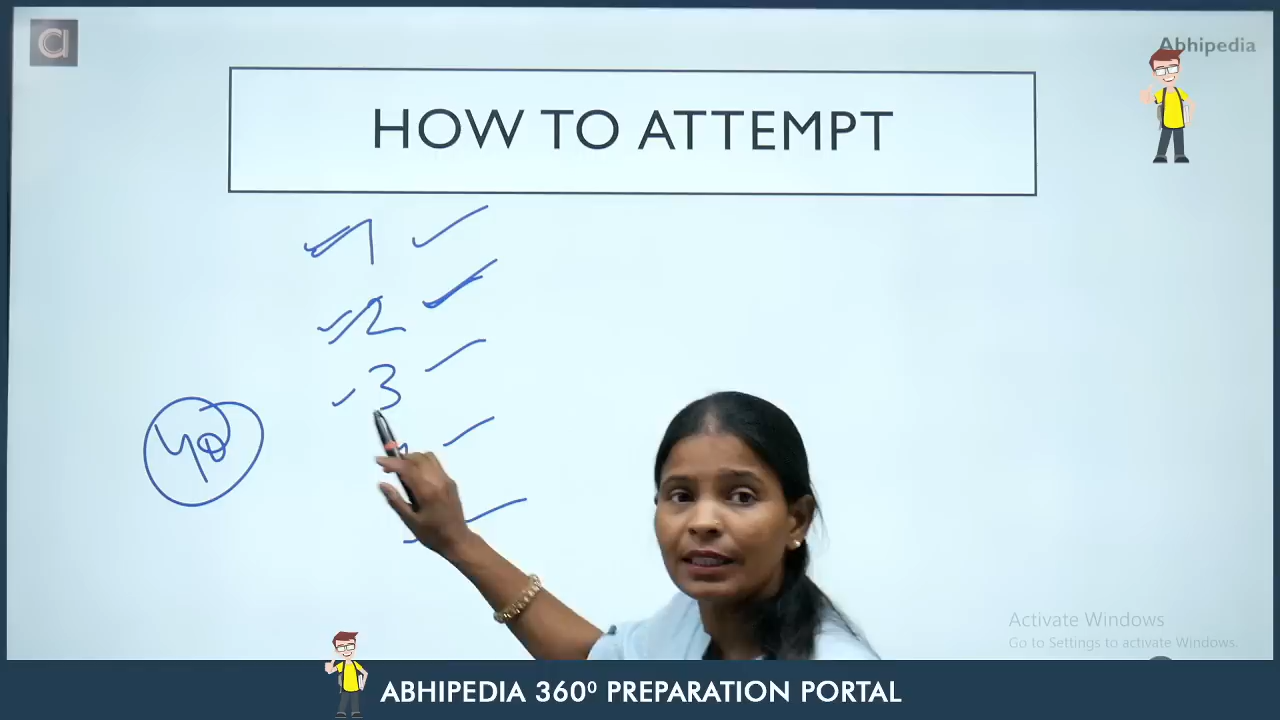 Abhipedia
HOW TO ATTEMPT
1
2
3
40
Activate Windows
Go to Settings to activate Windows.
ABHIPEDIA 360⁰ PREPARATION PORTAL